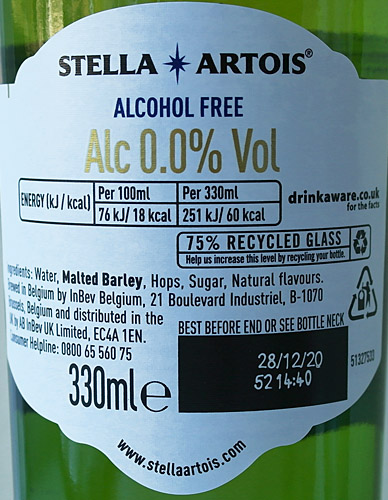 STELLA ARTOIS®
ALCOHOL FREE
Alc 0.0% Vol
ENERGY (kJ / kcal) Per 100ml Per 330ml
76 kJ/ 18 kcal 251 kJ/ 60 kcal
drinkaware.co.uk
for the facts
75% RECYCLED GLASS
Help us increase this level by recycling your bottle.
Ingredients: Water, Malted Barley, Hops, Sugar, Natural flavours.
Brewed in Belgium by InBev Belgium, 21 Boulevard Industriel, B-1070
Brussels, Belgium and distributed in the
UK by AB InBev UK Limited, EC4A 1EN.
Consumer Helpline: 0800 65 560 75
BEST BEFORE END OR SEE BOTTLE NECK
28/12/20
52 14:40
330ml e
www.stellaartois.com